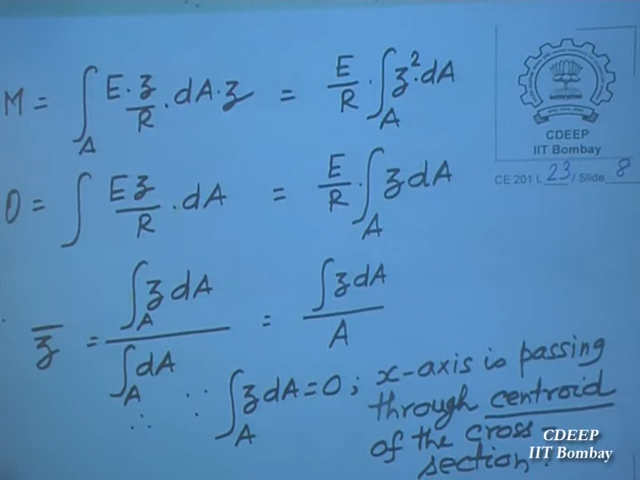 M = ∫_A E·z/R · dA·z = E/R · ∫_A z²·dA
CDEEP
IIT Bombay
CE 201 L 23 / Slide 8
0 = ∫ Ez/R · dA = E/R · ∫_A z dA
z̄ = ∫_A z dA / ∫_A dA = ∫ z dA / A
∴ ∵ ∫_A z dA = 0 ; x-axis is passing
through centroid
of the cross-
section.
CDEEP
IIT Bombay